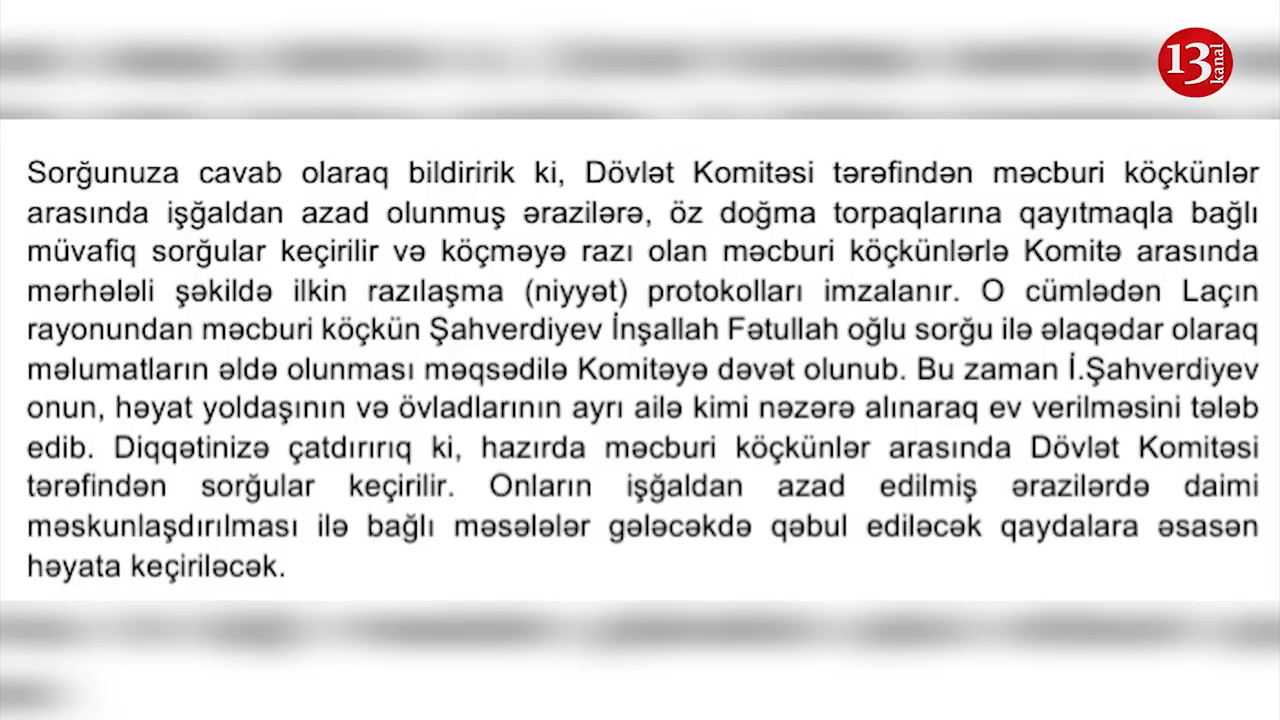 13
kanal
Sorğunuza cavab olaraq bildiririk ki, Dövlət Komitəsi tərəfindən məcburi köçkünlər
arasında işğaldan azad olunmuş ərazilərə, öz doğma torpaqlarına qayıtmaqla bağlı
müvafiq sorğular keçirilir və köçməyə razı olan məcburi köçkünlərlə Komitə arasında
mərhələli şəkildə ilkin razılaşma (niyyət) protokolları imzalanır. O cümlədən Laçın
rayonundan məcburi köçkün Şahverdiyev İnşallah Fətullah oğlu sorğu ilə əlaqədar olaraq
məlumatların əldə olunması məqsədilə Komitəyə dəvət olunub. Bu zaman İ.Şahverdiyev
onun, həyat yoldaşının və övladlarının ayrı ailə kimi nəzərə alınaraq ev verilməsini tələb
edib. Diqqətinizə çatdırırıq ki, hazırda məcburi köçkünlər arasında Dövlət Komitəsi
tərəfindən sorğular keçirilir. Onların işğaldan azad edilmiş ərazilərdə daimi
məskunlaşdırılması ilə bağlı məsələlər gələcəkdə qəbul ediləcək qaydalara əsasən
həyata keçiriləcək.